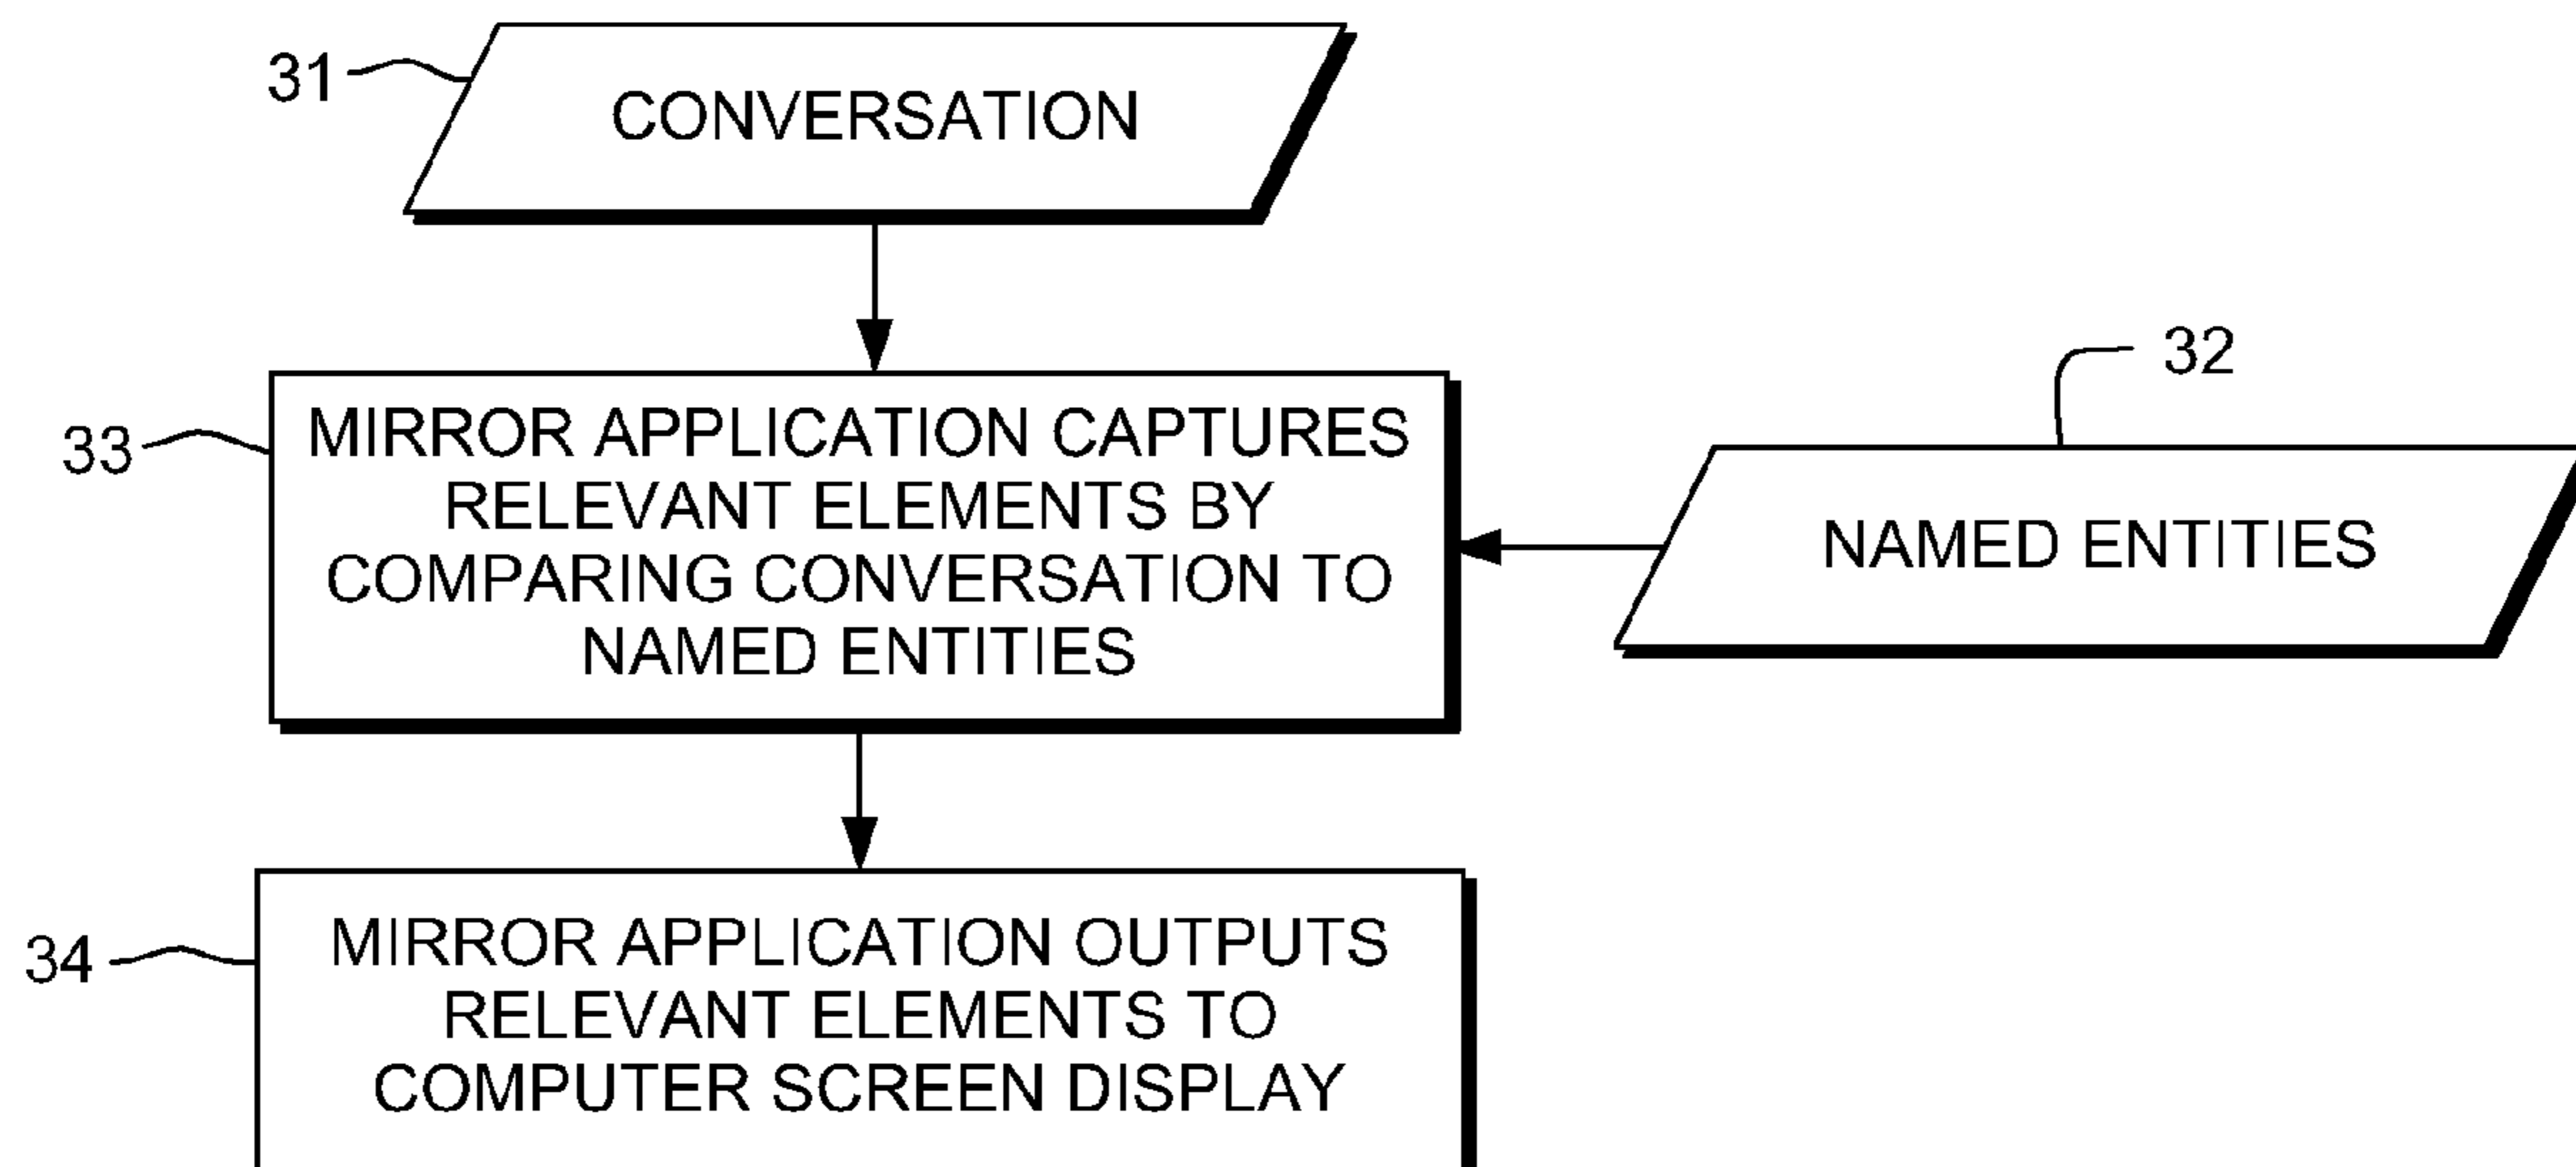 31
CONVERSATION
32
33
MIRROR APPLICATION CAPTURES
RELEVANT ELEMENTS BY
COMPARING CONVERSATION TO
NAMED ENTITIES
NAMED ENTITIES
34
MIRROR APPLICATION OUTPUTS
RELEVANT ELEMENTS TO
COMPUTER SCREEN DISPLAY